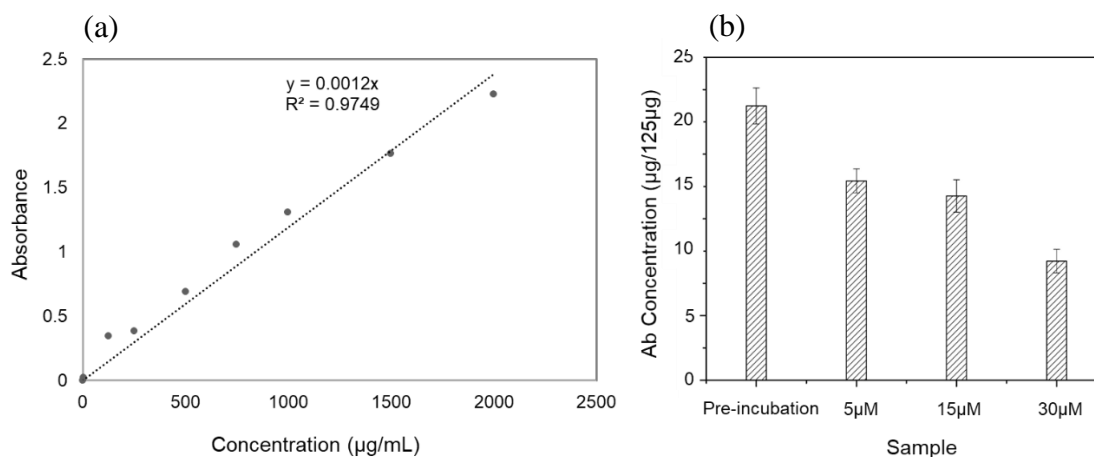 (a)
2.5
2
1.5
1
0.5
0
Absorbance
y = 0.0012x
R² = 0.9749
0 500 1000 1500 2000 2500
Concentration (µg/mL)
(b)
25
20
15
10
5
0
Ab Concentration (µg/125µg)
Pre-incubation 5µM 15µM 30µM
Sample